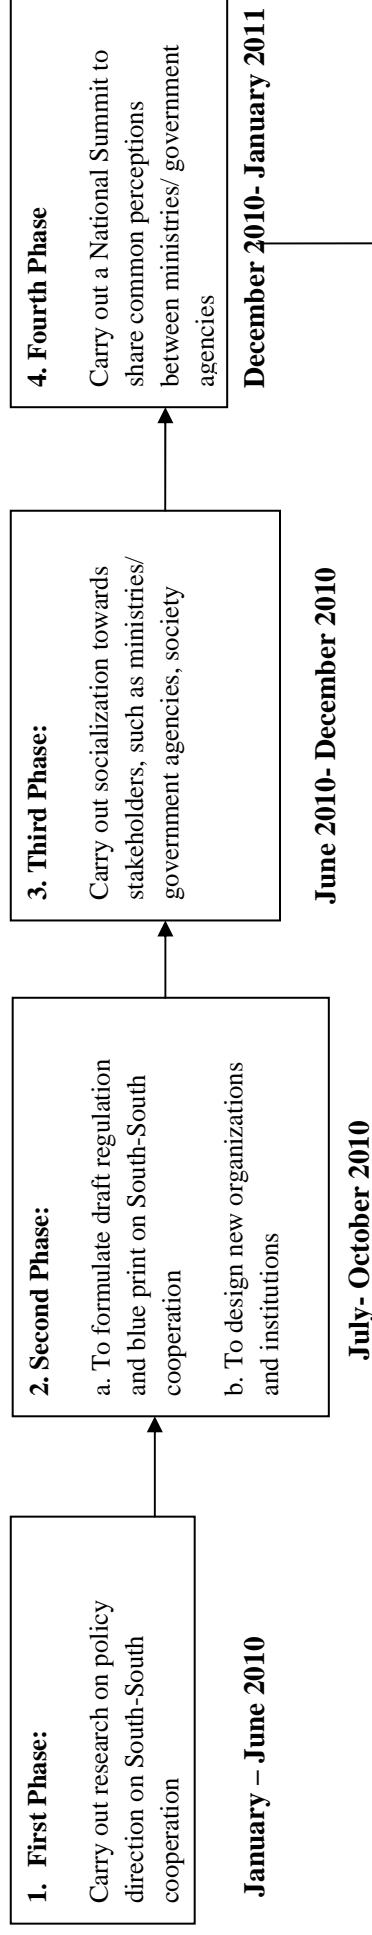 1. First Phase:
Carry out research on policy
direction on South-South
cooperation
January – June 2010
2. Second Phase:
a. To formulate draft regulation
and blue print on South-South
cooperation
b. To design new organizations
and institutions
July- October 2010
3. Third Phase:
Carry out socialization towards
stakeholders, such as ministries/
government agencies, society
June 2010- December 2010
4. Fourth Phase
Carry out a National Summit to
share common perceptions
between ministries/ government
agencies
December 2010- January 2011